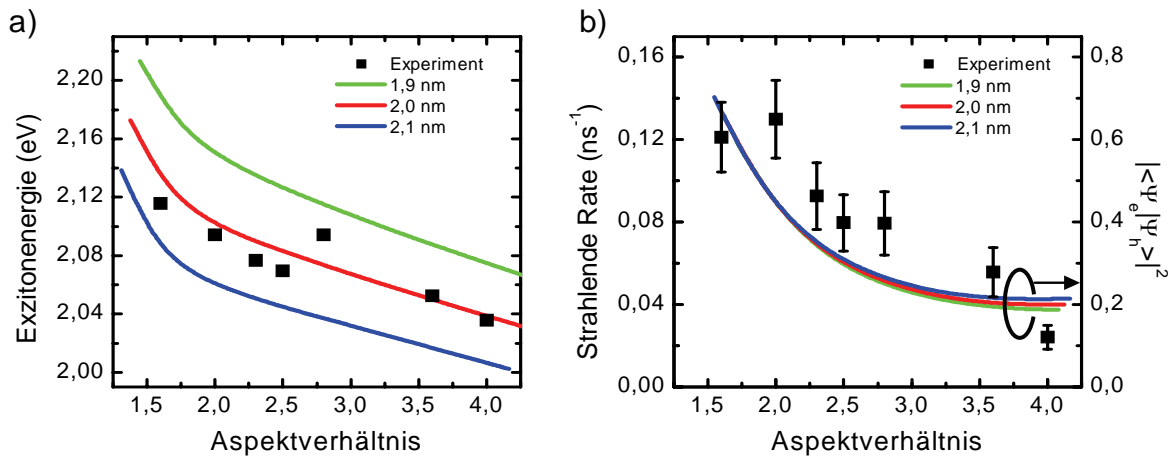 a)
2,20
2,16
2,12
2,08
2,04
2,00
Exzitonenergie (eV)
Experiment
1,9 nm
2,0 nm
2,1 nm
1,5 2,0 2,5 3,0 3,5 4,0
Aspektverhältnis
b)
0,16
0,12
0,08
0,04
0,00
Strahlende Rate (ns⁻¹)
Experiment
1,9 nm
2,0 nm
2,1 nm
0,8
0,6
0,4
0,2
0,0
|<Ψₑ|Ψₕ>|²
1,5 2,0 2,5 3,0 3,5 4,0
Aspektverhältnis